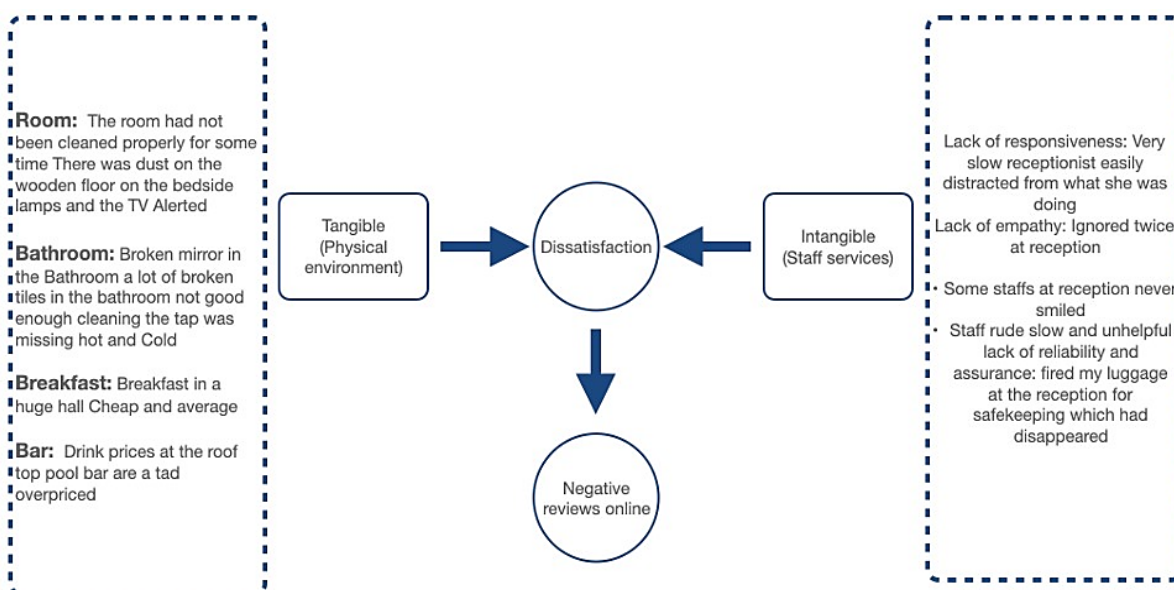 Room: The room had not
been cleaned properly for some
time There was dust on the
wooden floor on the bedside
lamps and the TV Alerted
Bathroom: Broken mirror in
the Bathroom a lot of broken
tiles in the bathroom not good
enough cleaning the tap was
missing hot and Cold
Breakfast: Breakfast in a
huge hall Cheap and average
Bar: Drink prices at the roof
top pool bar are a tad
overpriced
Tangible
(Physical
environment)
Dissatisfaction
Negative
reviews online
Intangible
(Staff services)
Lack of responsiveness: Very
slow receptionist easily
distracted from what she was
doing
Lack of empathy: Ignored twice
at reception
• Some staffs at reception never
smiled
• Staff rude slow and unhelpful
lack of reliability and
assurance: fired my luggage
at the reception for
safekeeping which had
disappeared